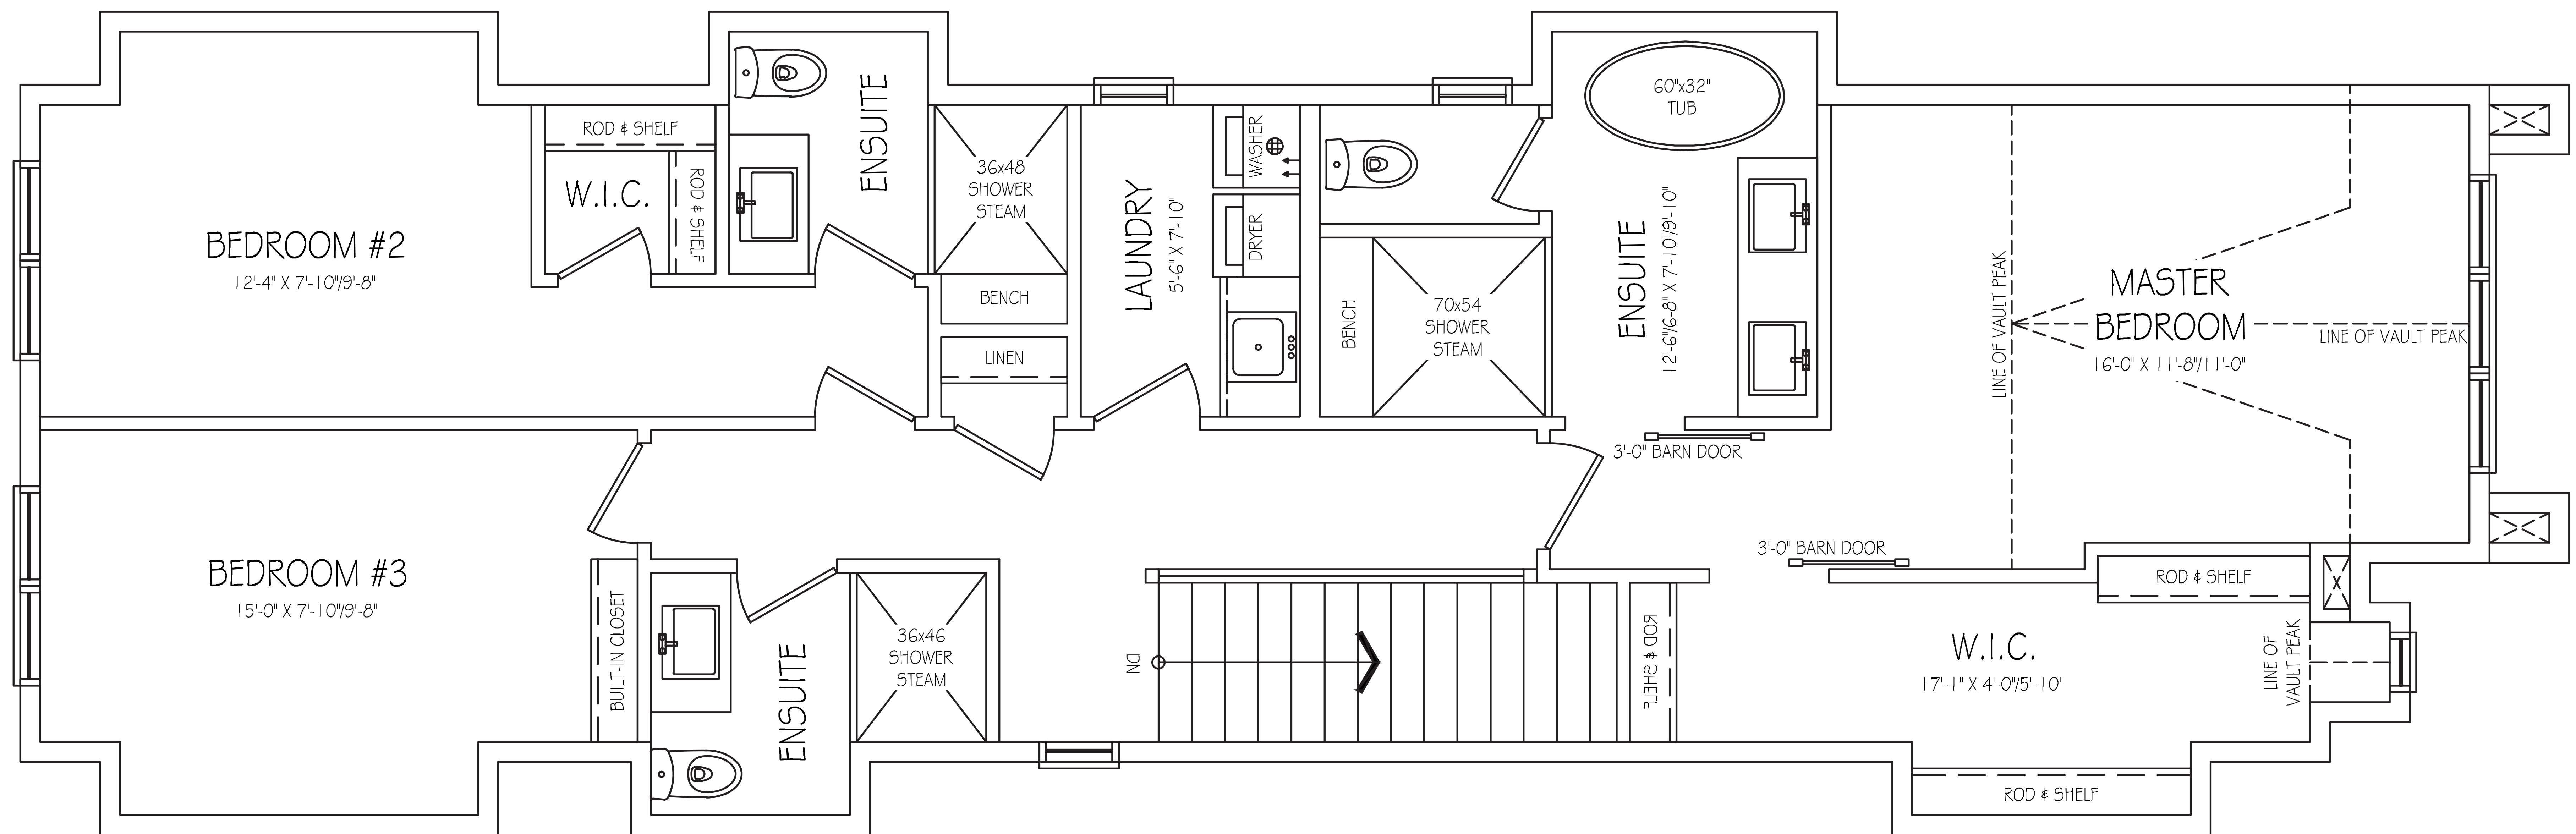 BEDROOM #2
12'-4" X 7'-10"/9'-8"
ROD & SHELF
W.I.C.
ROD & SHELF
ENSUITE
36x48
SHOWER
STEAM
BENCH
LINEN
LAUNDRY
5'-6" X 7'-10"
WASHER
DRYER
BENCH
70x54
SHOWER
STEAM
60"x32"
TUB
ENSUITE
12'-6"/6'-8" X 7'-10"/9'-10"
3'-0" BARN DOOR
LINE OF VAULT PEAK
MASTER
BEDROOM
16'-0" X 11'-8"/11'-0"
LINE OF VAULT PEAK
BEDROOM #3
15'-0" X 7'-10"/9'-8"
BUILT-IN CLOSET
ENSUITE
36x46
SHOWER
STEAM
DN
ROD & SHELF
3'-0" BARN DOOR
ROD & SHELF
W.I.C.
17'-1" X 4'-0"/5'-10"
LINE OF
VAULT PEAK
ROD & SHELF